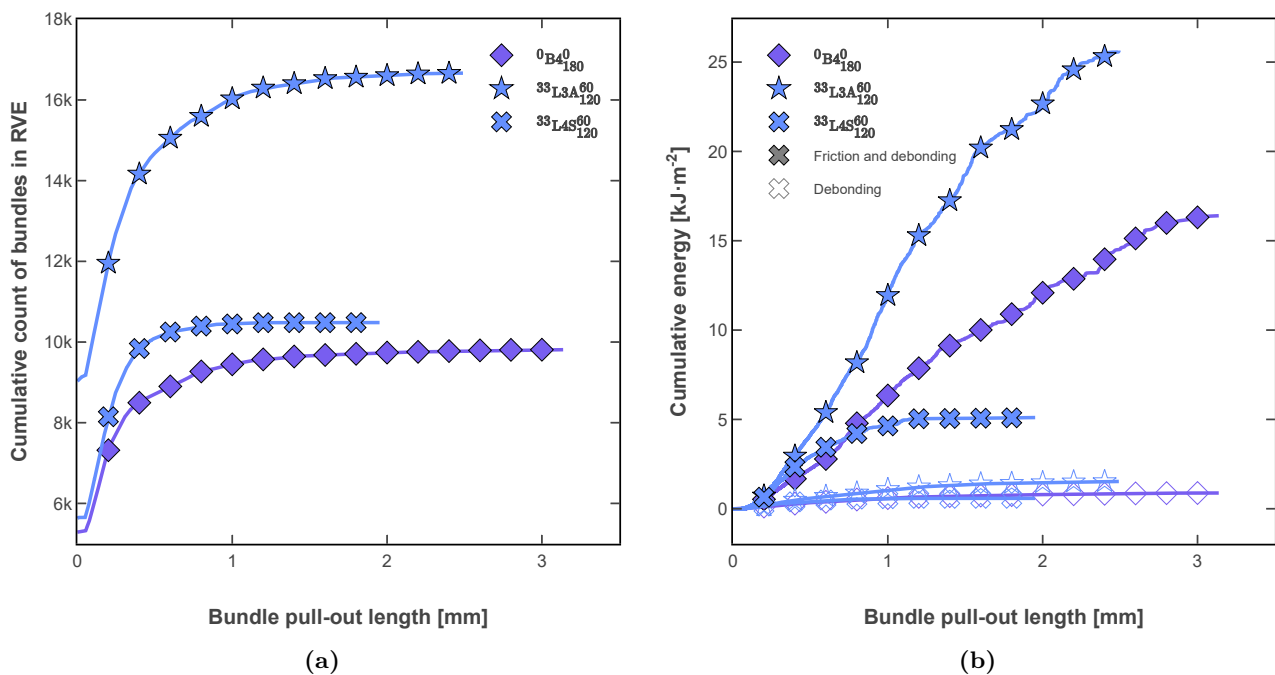 18k
16k
14k
12k
10k
8k
6k
0 1 2 3
Cumulative count of bundles in RVE
Bundle pull-out length [mm]
⁰B4⁰₁₈₀
³³L3A⁶⁰₁₂₀
³³L4S⁶⁰₁₂₀
(a)
25
20
15
10
5
0
0 1 2 3
Cumulative energy [kJ·m⁻²]
Bundle pull-out length [mm]
⁰B4⁰₁₈₀
³³L3A⁶⁰₁₂₀
³³L4S⁶⁰₁₂₀
Friction and debonding
Debonding
(b)